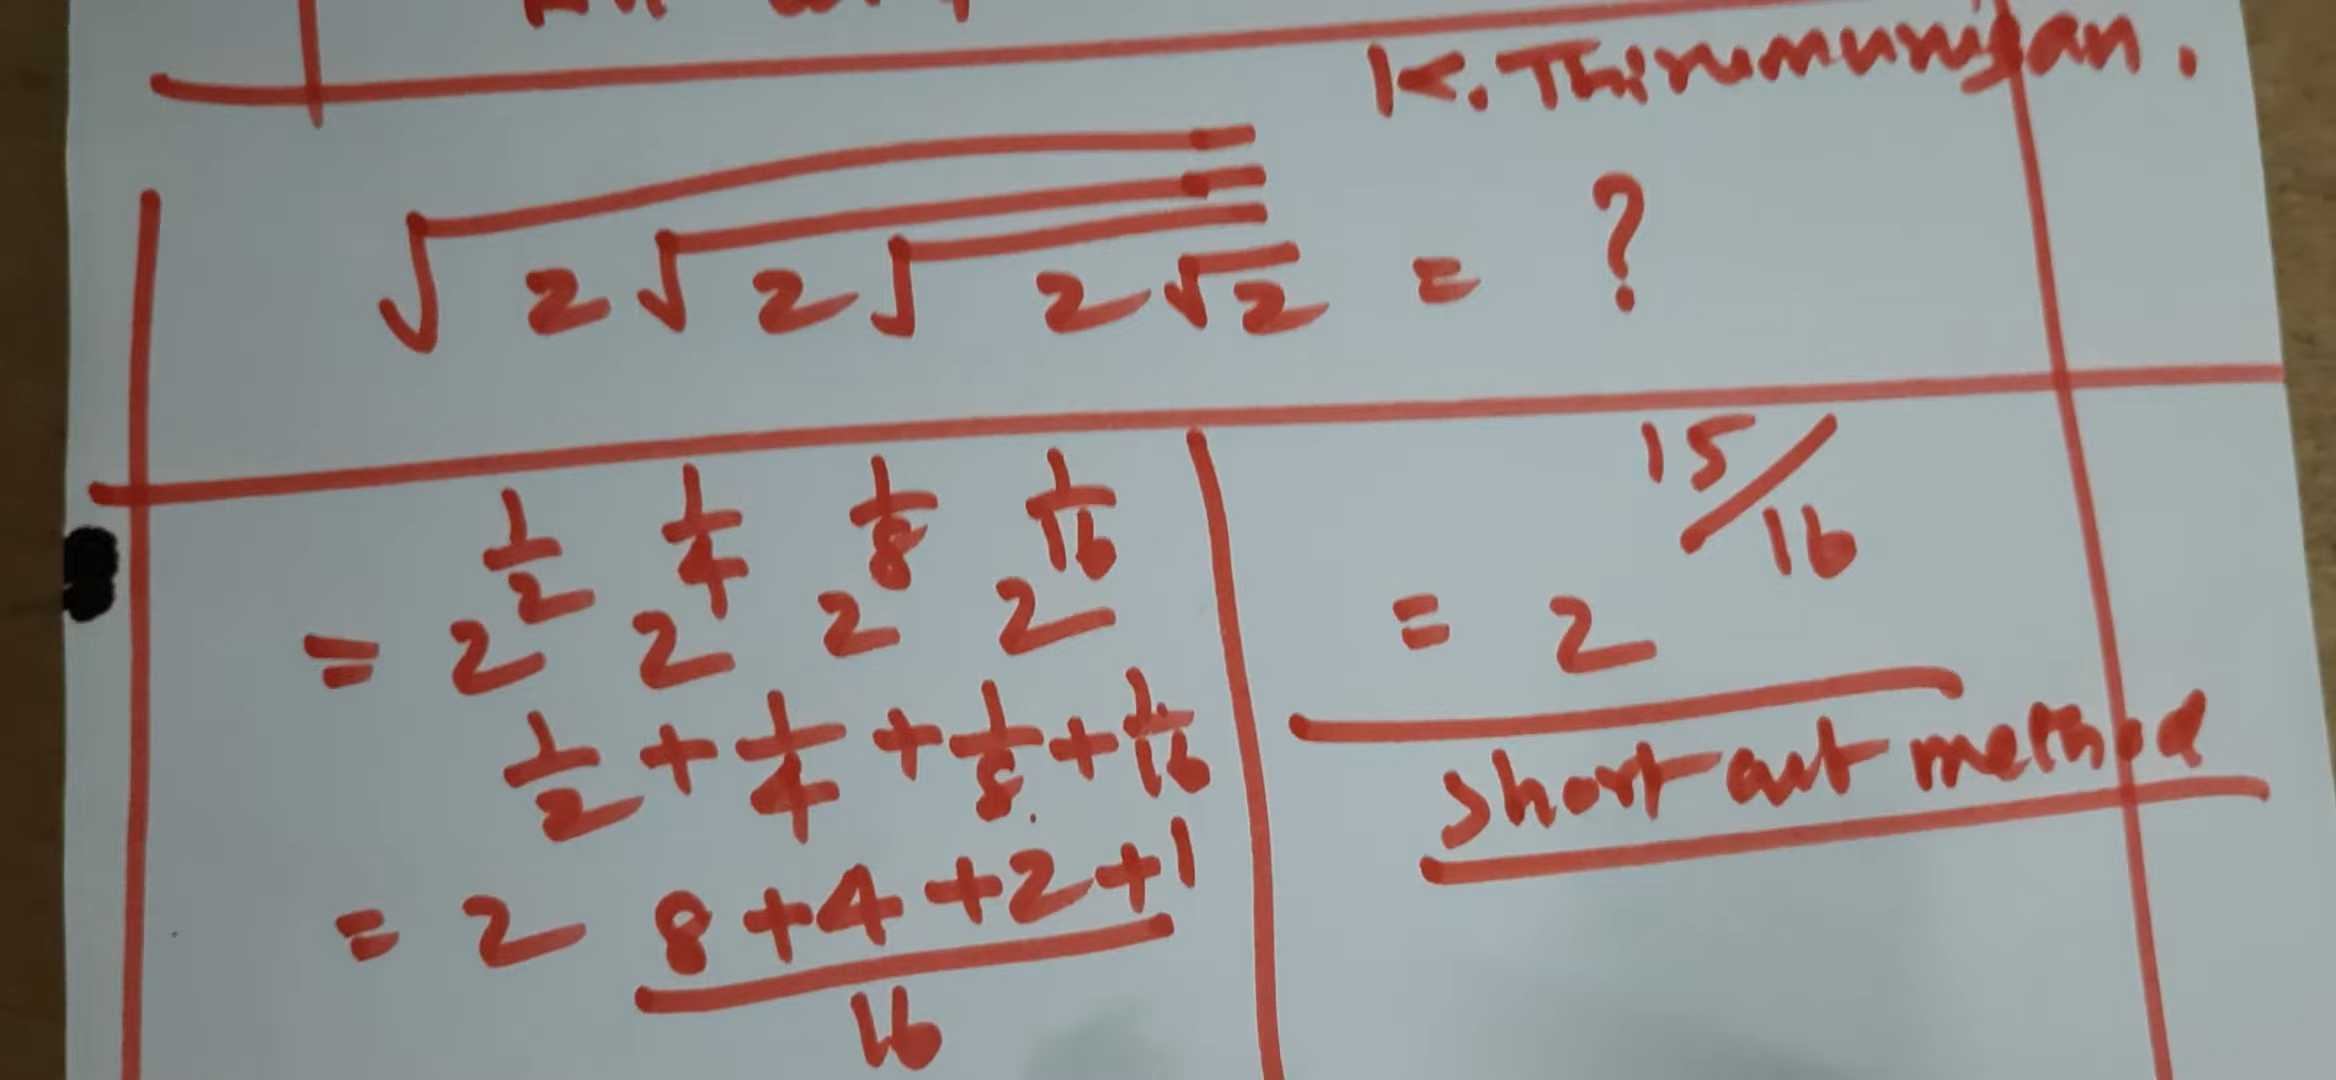 K. Thirumurugan.
√2√2√2√2 = ?
= 2^1/2 2^1/4 2^1/8 2^1/16
1/2 + 1/4 + 1/8 + 1/16
= 2 8+4+2+1/16
= 2^15/16
short cut method